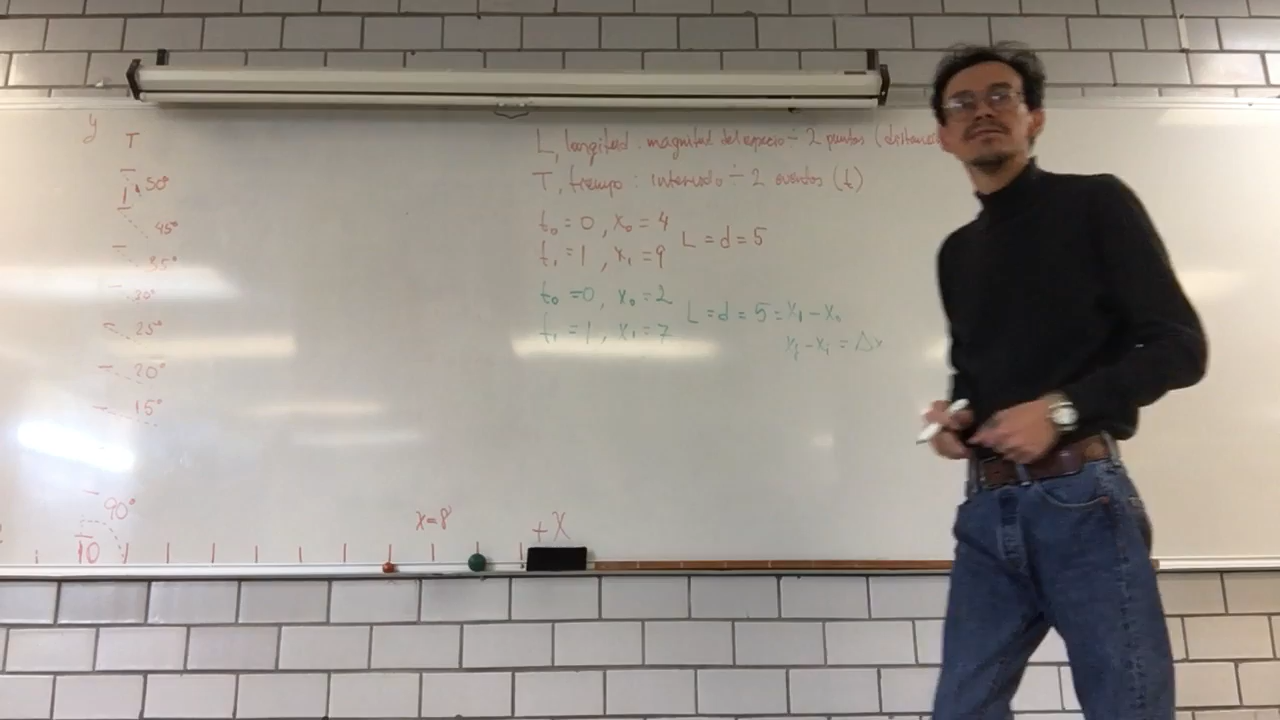 y
T
50°
45°
35°
30°
25°
20°
15°
90°
10
L, longitud : magnitud del espacio ÷ 2 puntos (distancia
T, tiempo : intervalo ÷ 2 eventos (t)
t₀ = 0 , x₀ = 4
t₁ = 1 , x₁ = 9
L = d = 5
t₀ = 0, x₀ = 2
t₁ = 1 , x₁ = 7
L = d = 5 = x₁ - x₀
x_f - x_i = Δx
x = 8
+X